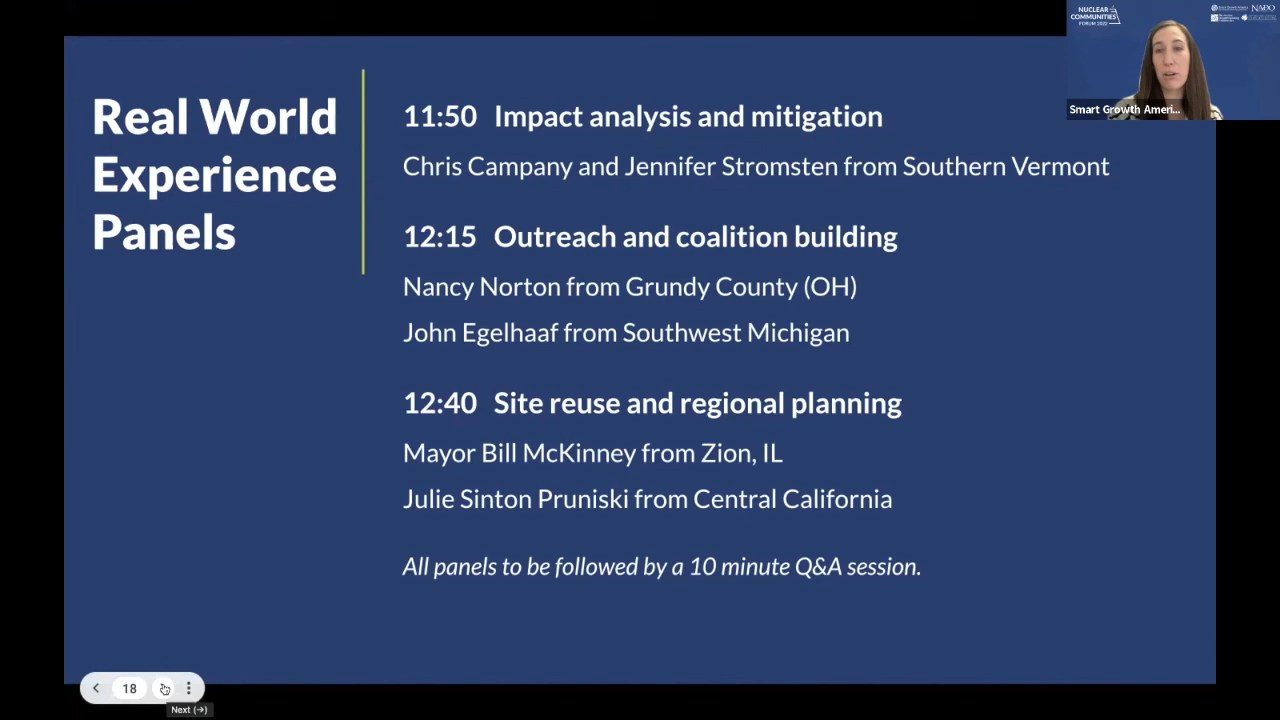 NUCLEAR
COMMUNITIES
FORUM 2022
NADO
Smart Growth Ameri...
Real World
Experience
Panels
11:50 Impact analysis and mitigation
Chris Campany and Jennifer Stromsten from Southern Vermont
12:15 Outreach and coalition building
Nancy Norton from Grundy County (OH)
John Egelhaaf from Southwest Michigan
12:40 Site reuse and regional planning
Mayor Bill McKinney from Zion, IL
Julie Sinton Pruniski from Central California
All panels to be followed by a 10 minute Q&A session.
18
Next (→)